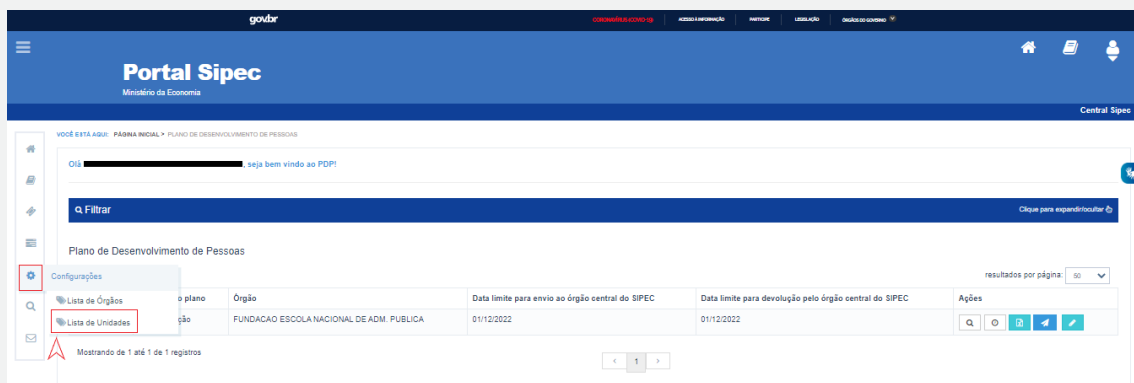 gov.br CORONAVÍRUS (COVID-19) ACESSO À INFORMAÇÃO PARTICIPE LEGISLAÇÃO ÓRGÃOS DO GOVERNO
Portal Sipec
Ministério da Economia
Central Sipec
VOCÊ ESTÁ AQUI: PÁGINA INICIAL > PLANO DE DESENVOLVIMENTO DE PESSOAS
Olá , seja bem vindo ao PDP!
Filtrar Clique para expandir/ocultar
Plano de Desenvolvimento de Pessoas
Configurações resultados por página: 50
Lista de Órgãos o plano Órgão Data limite para envio ao órgão central do SIPEC Data limite para devolução pelo órgão central do SIPEC Ações
Lista de Unidades ção FUNDACAO ESCOLA NACIONAL DE ADM. PUBLICA 01/12/2022 01/12/2022
Mostrando de 1 até 1 de 1 registros
< 1 >